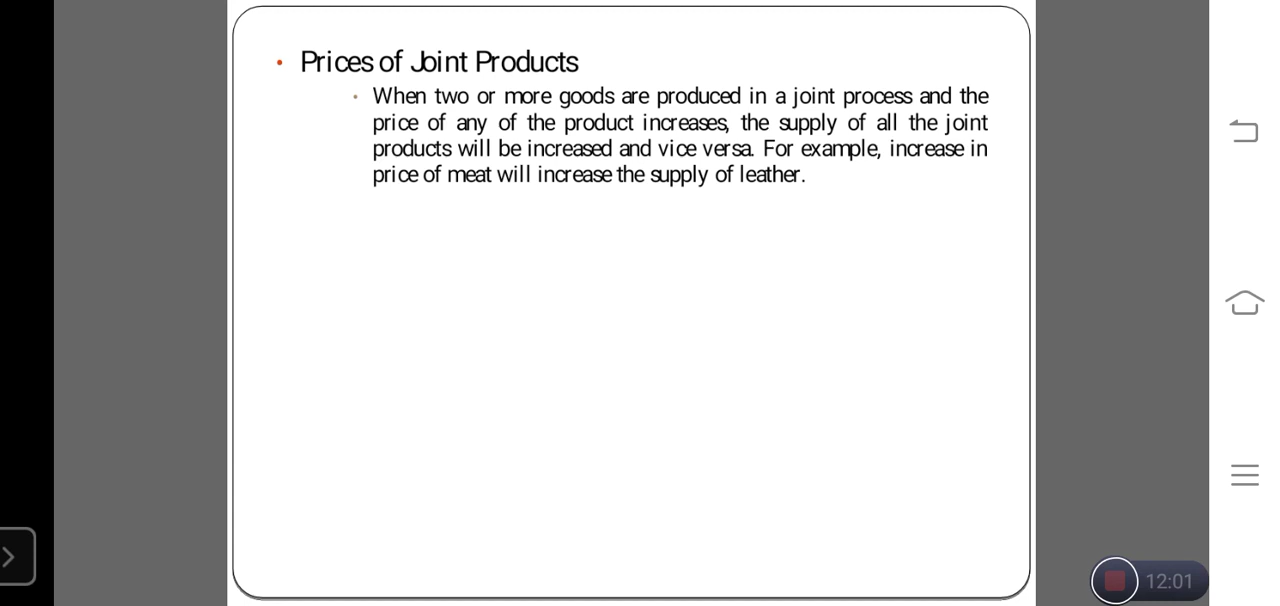 • Prices of Joint Products
• When two or more goods are produced in a joint process and the
price of any of the product increases, the supply of all the joint
products will be increased and vice versa. For example, increase in
price of meat will increase the supply of leather.
12:01